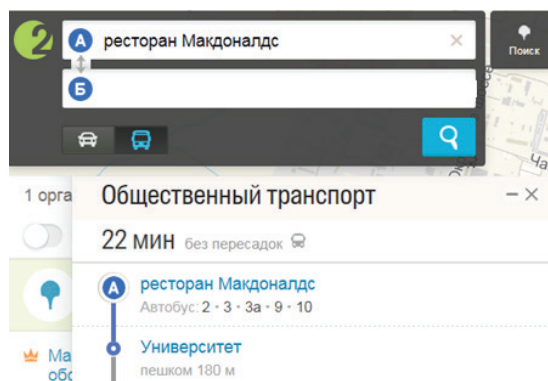 А ресторан Макдоналдс ×
Поиск
Б
1 орга
Общественный транспорт
22 мин без пересадок
А ресторан Макдоналдс
Автобус: 2 • 3 • 3а • 9 • 10
Университет
пешком 180 м
Ма
обо